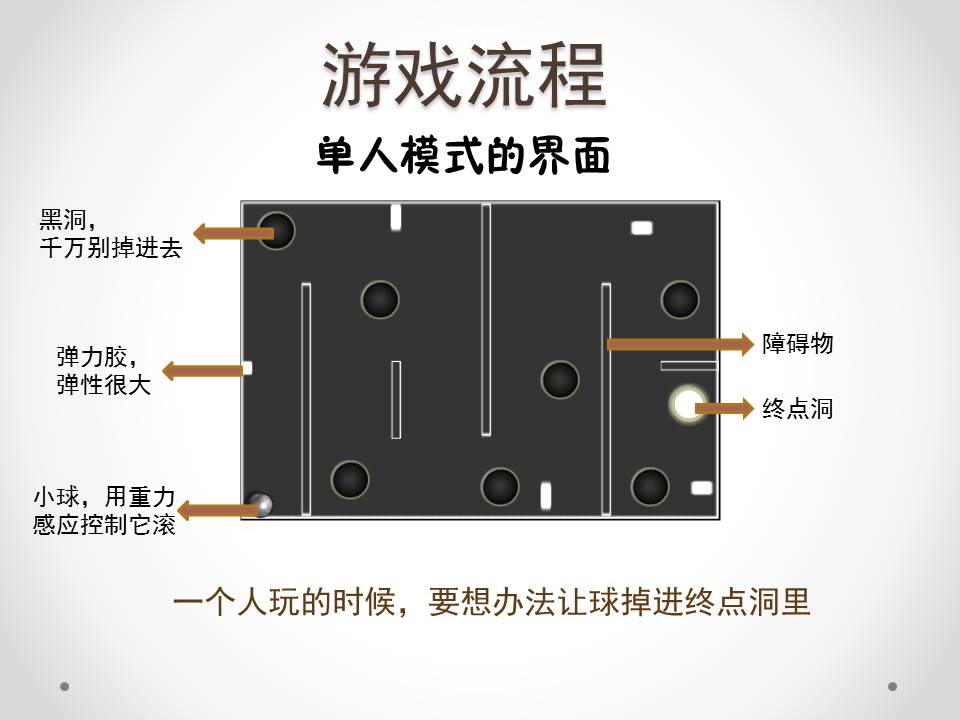 游戏流程
单人模式的界面
黑洞，
千万别掉进去
弹力胶，
弹性很大
小球，用重力
感应控制它滚
障碍物
终点洞
一个人玩的时候，要想办法让球掉进终点洞里